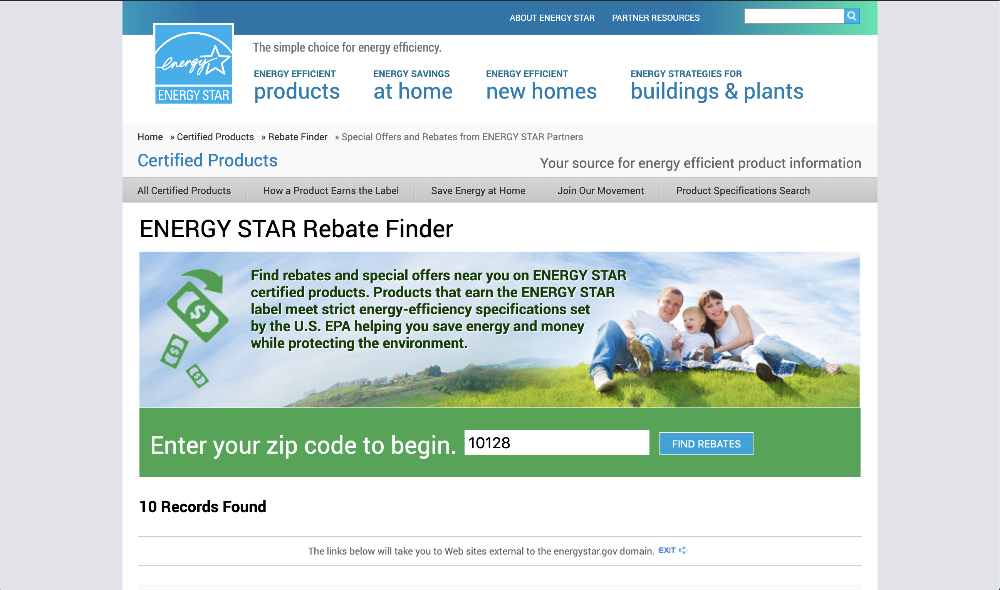 ABOUT ENERGY STAR PARTNER RESOURCES
energy
ENERGY STAR
The simple choice for energy efficiency.
ENERGY EFFICIENT
products
ENERGY SAVINGS
at home
ENERGY EFFICIENT
new homes
ENERGY STRATEGIES FOR
buildings & plants
Home » Certified Products » Rebate Finder » Special Offers and Rebates from ENERGY STAR Partners
Certified Products
Your source for energy efficient product information
All Certified Products How a Product Earns the Label Save Energy at Home Join Our Movement Product Specifications Search
ENERGY STAR Rebate Finder
Find rebates and special offers near you on ENERGY STAR
certified products. Products that earn the ENERGY STAR
label meet strict energy-efficiency specifications set
by the U.S. EPA helping you save energy and money
while protecting the environment.
$
$
$
Enter your zip code to begin. 10128 FIND REBATES
10 Records Found
The links below will take you to Web sites external to the energystar.gov domain. EXIT